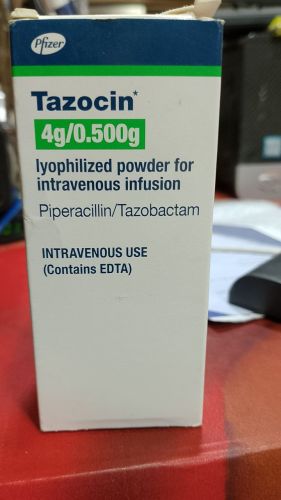 Pfizer
Tazocin*
4g/0.500g
lyophilized powder for
intravenous infusion
Piperacillin/Tazobactam
INTRAVENOUS USE
(Contains EDTA)